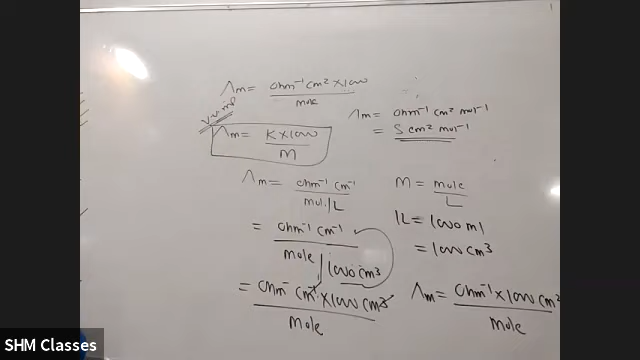 Λm = ohm⁻¹ cm² × 1000 / mole
Λm = ohm⁻¹ cm² mol⁻¹
= S cm² mol⁻¹
V.V imp
Λm = K × 1000 / M
Λm = ohm⁻¹ cm⁻¹ / mol/L
= ohm⁻¹ cm⁻¹ / mole / 1000 cm³
= ohm⁻ cm⁻¹ × 1000 cm³ / mole
M = mole / L
1L = 1000 ml
= 1000 cm³
Λm = ohm⁻¹ × 1000 cm² / mole
SHM Classes